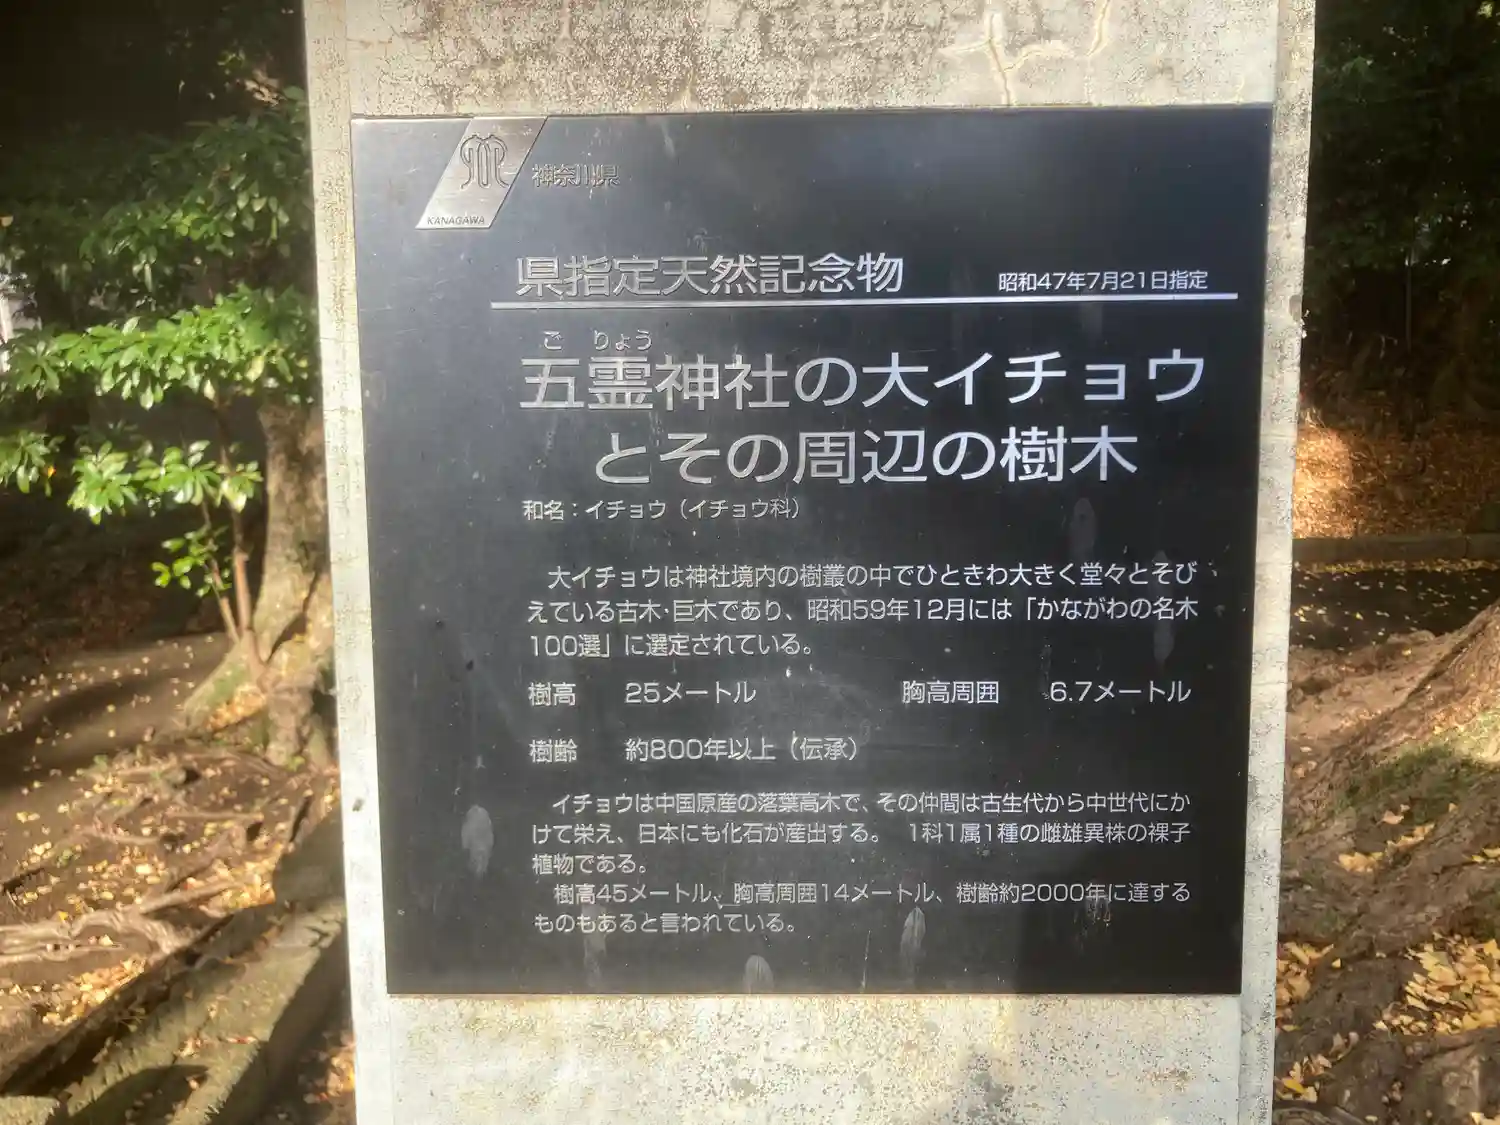 神奈川県
KANAGAWA
県指定天然記念物 昭和47年7月21日指定
ご りょう
五霊神社の大イチョウ
とその周辺の樹木
和名：イチョウ（イチョウ科）
大イチョウは神社境内の樹叢の中でひときわ大きく堂々とそび
えている古木・巨木であり、昭和59年12月には「かながわの名木
100選」に選定されている。
樹高 25メートル 胸高周囲 6.7メートル
樹齢 約800年以上（伝承）
イチョウは中国原産の落葉高木で、その仲間は古生代から中世代にか
けて栄え、日本にも化石が産出する。 1科1属1種の雌雄異株の裸子
植物である。
樹高45メートル、胸高周囲14メートル、樹齢約2000年に達する
ものもあると言われている。